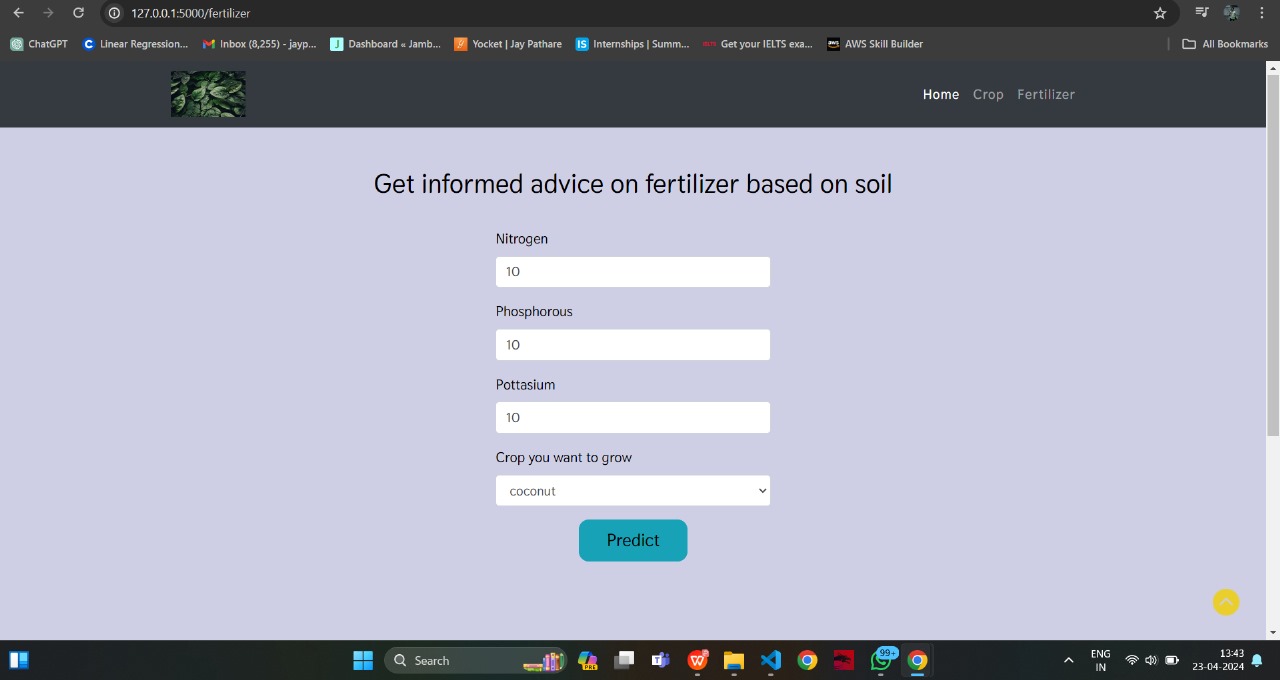 127.0.0.1:5000/fertilizer
ChatGPT Linear Regression... Inbox (8,255) - jayp... Dashboard « Jamb... Yocket | Jay Pathare Internships | Summ... Get your IELTS exa... AWS Skill Builder All Bookmarks
Home Crop Fertilizer
Get informed advice on fertilizer based on soil
Nitrogen
10
Phosphorous
10
Pottasium
10
Crop you want to grow
coconut
Predict
Search
PRE
99+
ENG
IN
13:43
23-04-2024